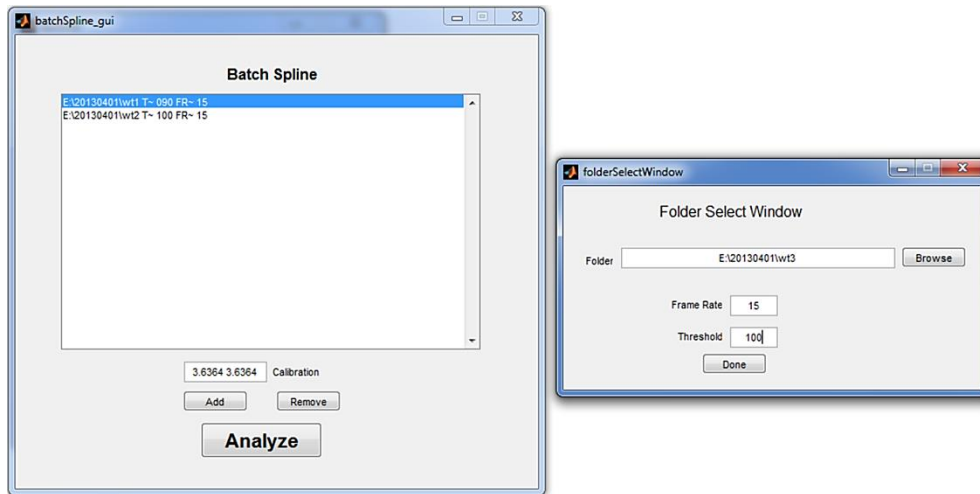 batchSpline_gui
Batch Spline
E:\20130401\wt1 T~ 090 FR~ 15
E:\20130401\wt2 T~ 100 FR~ 15
3.6364 3.6364 Calibration
Add Remove
Analyze
folderSelectWindow
Folder Select Window
Folder E:\20130401\wt3 Browse
Frame Rate 15
Threshold 100
Done